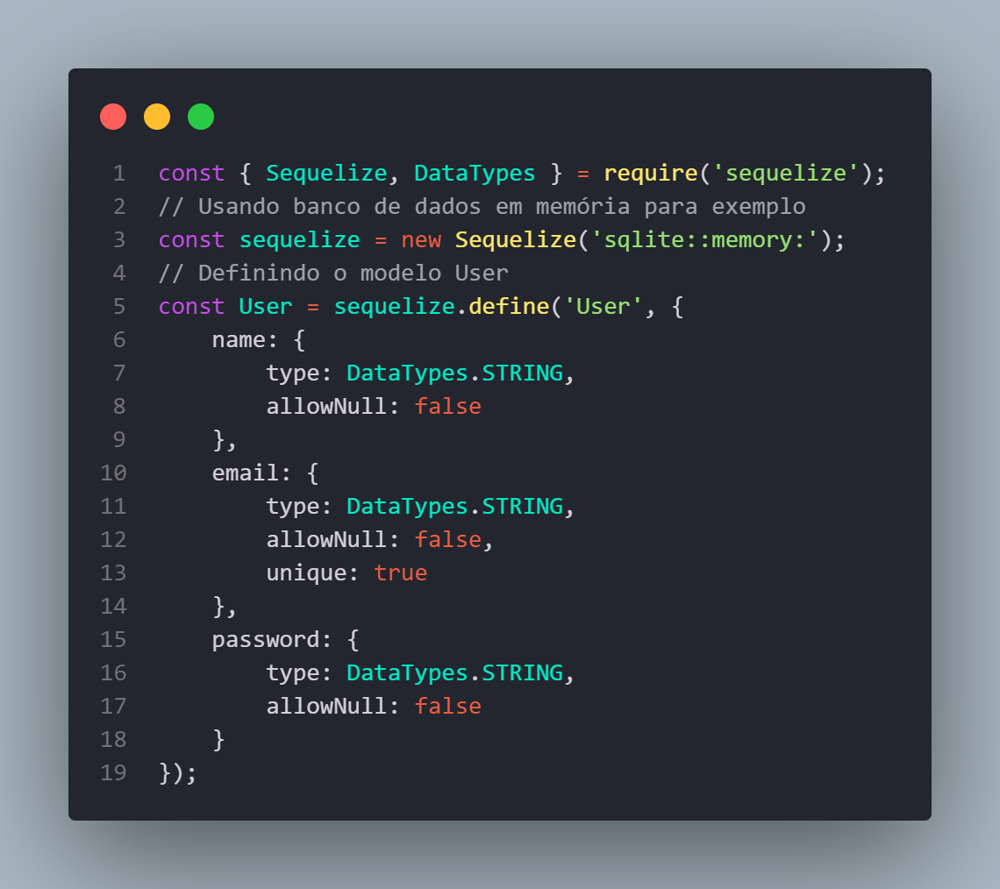 1 const { Sequelize, DataTypes } = require('sequelize');
2 // Usando banco de dados em memória para exemplo
3 const sequelize = new Sequelize('sqlite::memory:');
4 // Definindo o modelo User
5 const User = sequelize.define('User', {
6     name: {
7         type: DataTypes.STRING,
8         allowNull: false
9     },
10     email: {
11         type: DataTypes.STRING,
12         allowNull: false,
13         unique: true
14     },
15     password: {
16         type: DataTypes.STRING,
17         allowNull: false
18     }
19 });